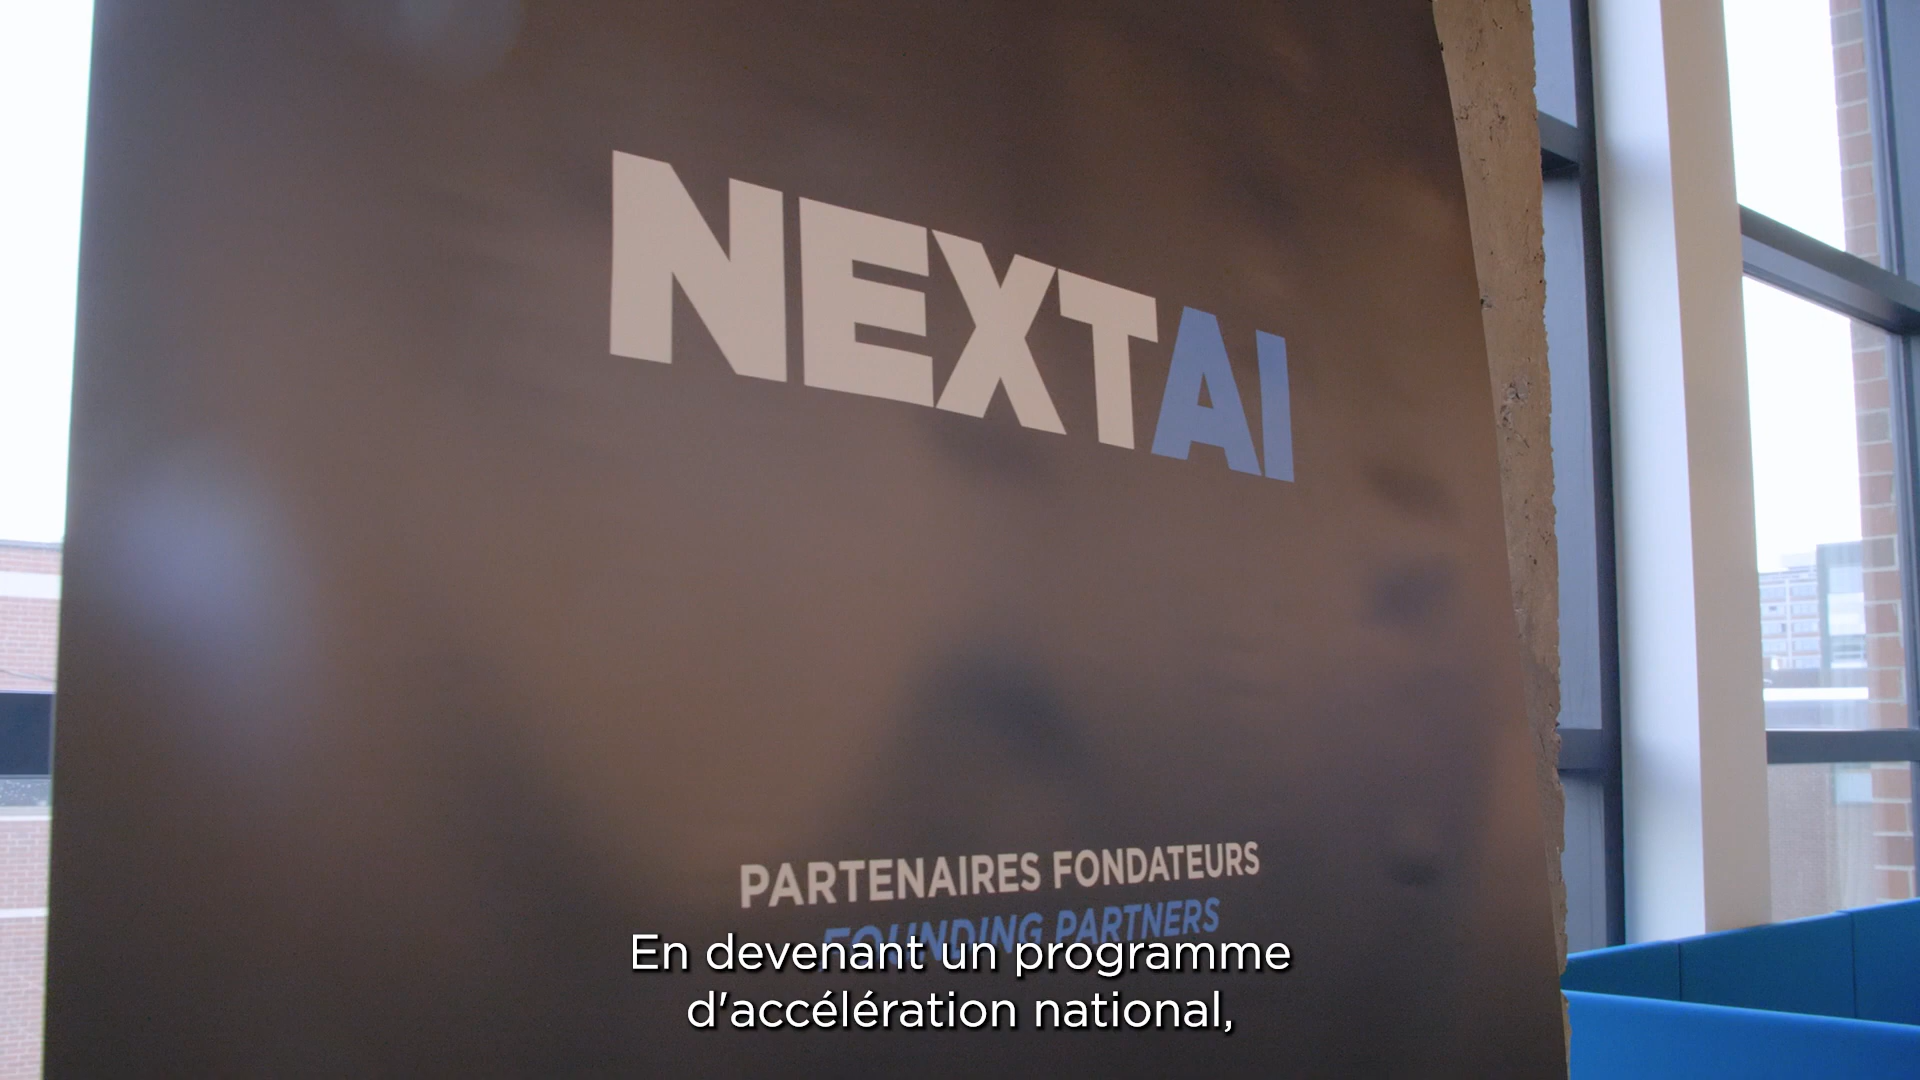 NEXTAI
PARTENAIRES FONDATEURS
FOUNDING PARTNERS
En devenant un programme
d'accélération national,